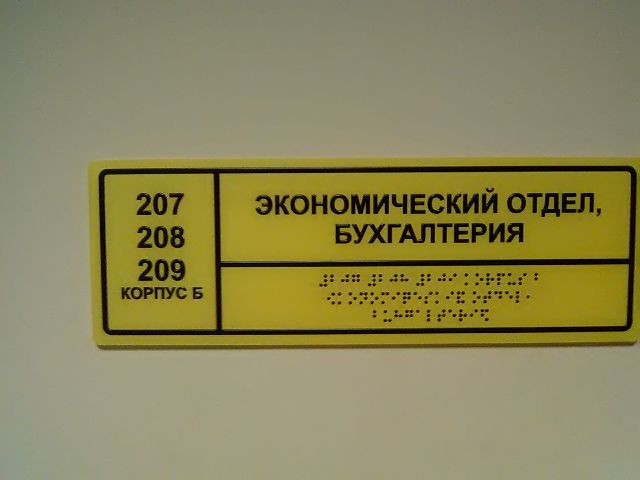 207
208
209
КОРПУС Б
ЭКОНОМИЧЕСКИЙ ОТДЕЛ,
БУХГАЛТЕРИЯ